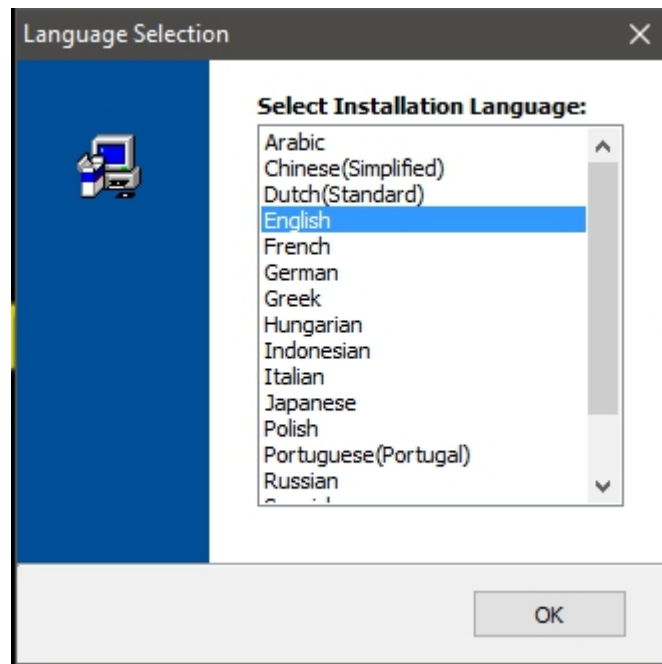 Language Selection
Select Installation Language:
Arabic
Chinese(Simplified)
Dutch(Standard)
English
French
German
Greek
Hungarian
Indonesian
Italian
Japanese
Polish
Portuguese(Portugal)
Russian
OK